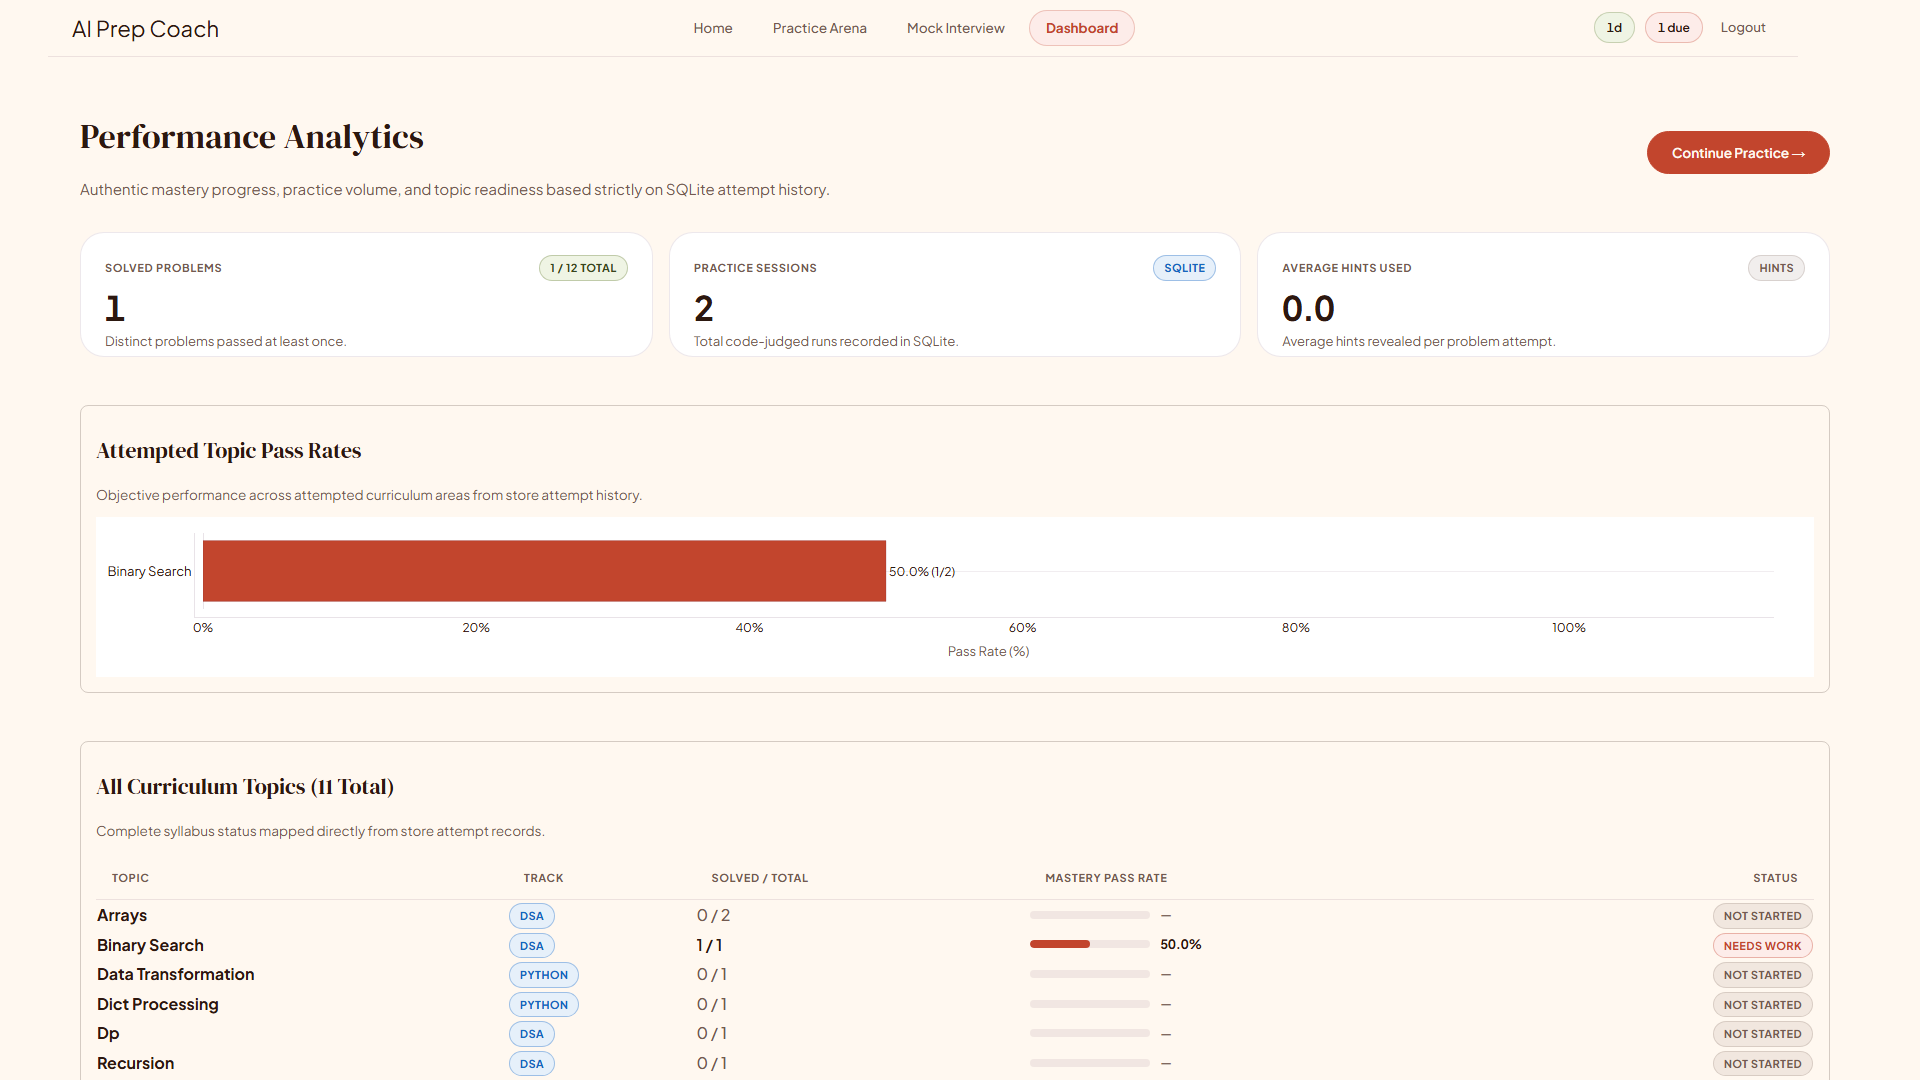 AI Prep Coach
Home
Practice Arena
Mock Interview
Dashboard
1d
1 due
Logout
Performance Analytics
Continue Practice →
Authentic mastery progress, practice volume, and topic readiness based strictly on SQLite attempt history.
SOLVED PROBLEMS
1 / 12 TOTAL
1
Distinct problems passed at least once.
PRACTICE SESSIONS
SQLITE
2
Total code-judged runs recorded in SQLite.
AVERAGE HINTS USED
HINTS
0.0
Average hints revealed per problem attempt.
Attempted Topic Pass Rates
Objective performance across attempted curriculum areas from store attempt history.
Binary Search
50.0% (1/2)
0% 20% 40% 60% 80% 100%
Pass Rate (%)
All Curriculum Topics (11 Total)
Complete syllabus status mapped directly from store attempt records.
TOPIC TRACK SOLVED / TOTAL MASTERY PASS RATE STATUS
Arrays DSA 0 / 2 — NOT STARTED
Binary Search DSA 1 / 1 50.0% NEEDS WORK
Data Transformation PYTHON 0 / 1 — NOT STARTED
Dict Processing PYTHON 0 / 1 — NOT STARTED
Dp DSA 0 / 1 — NOT STARTED
Recursion DSA 0 / 1 — NOT STARTED